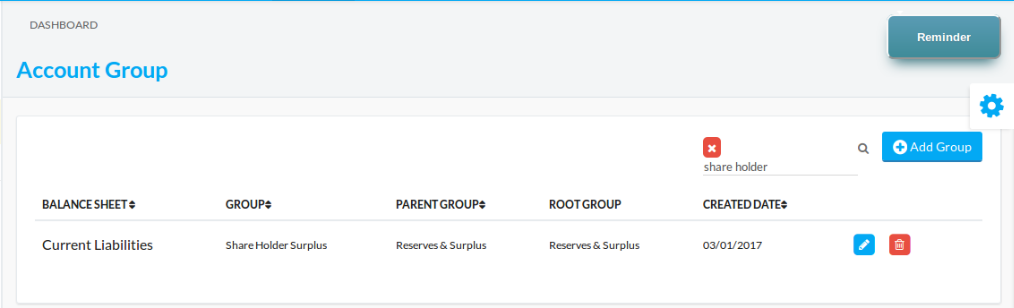 DASHBOARD
Reminder
Account Group
Add Group
share holder
BALANCE SHEET GROUP PARENT GROUP ROOT GROUP CREATED DATE
Current Liabilities Share Holder Surplus Reserves & Surplus Reserves & Surplus 03/01/2017